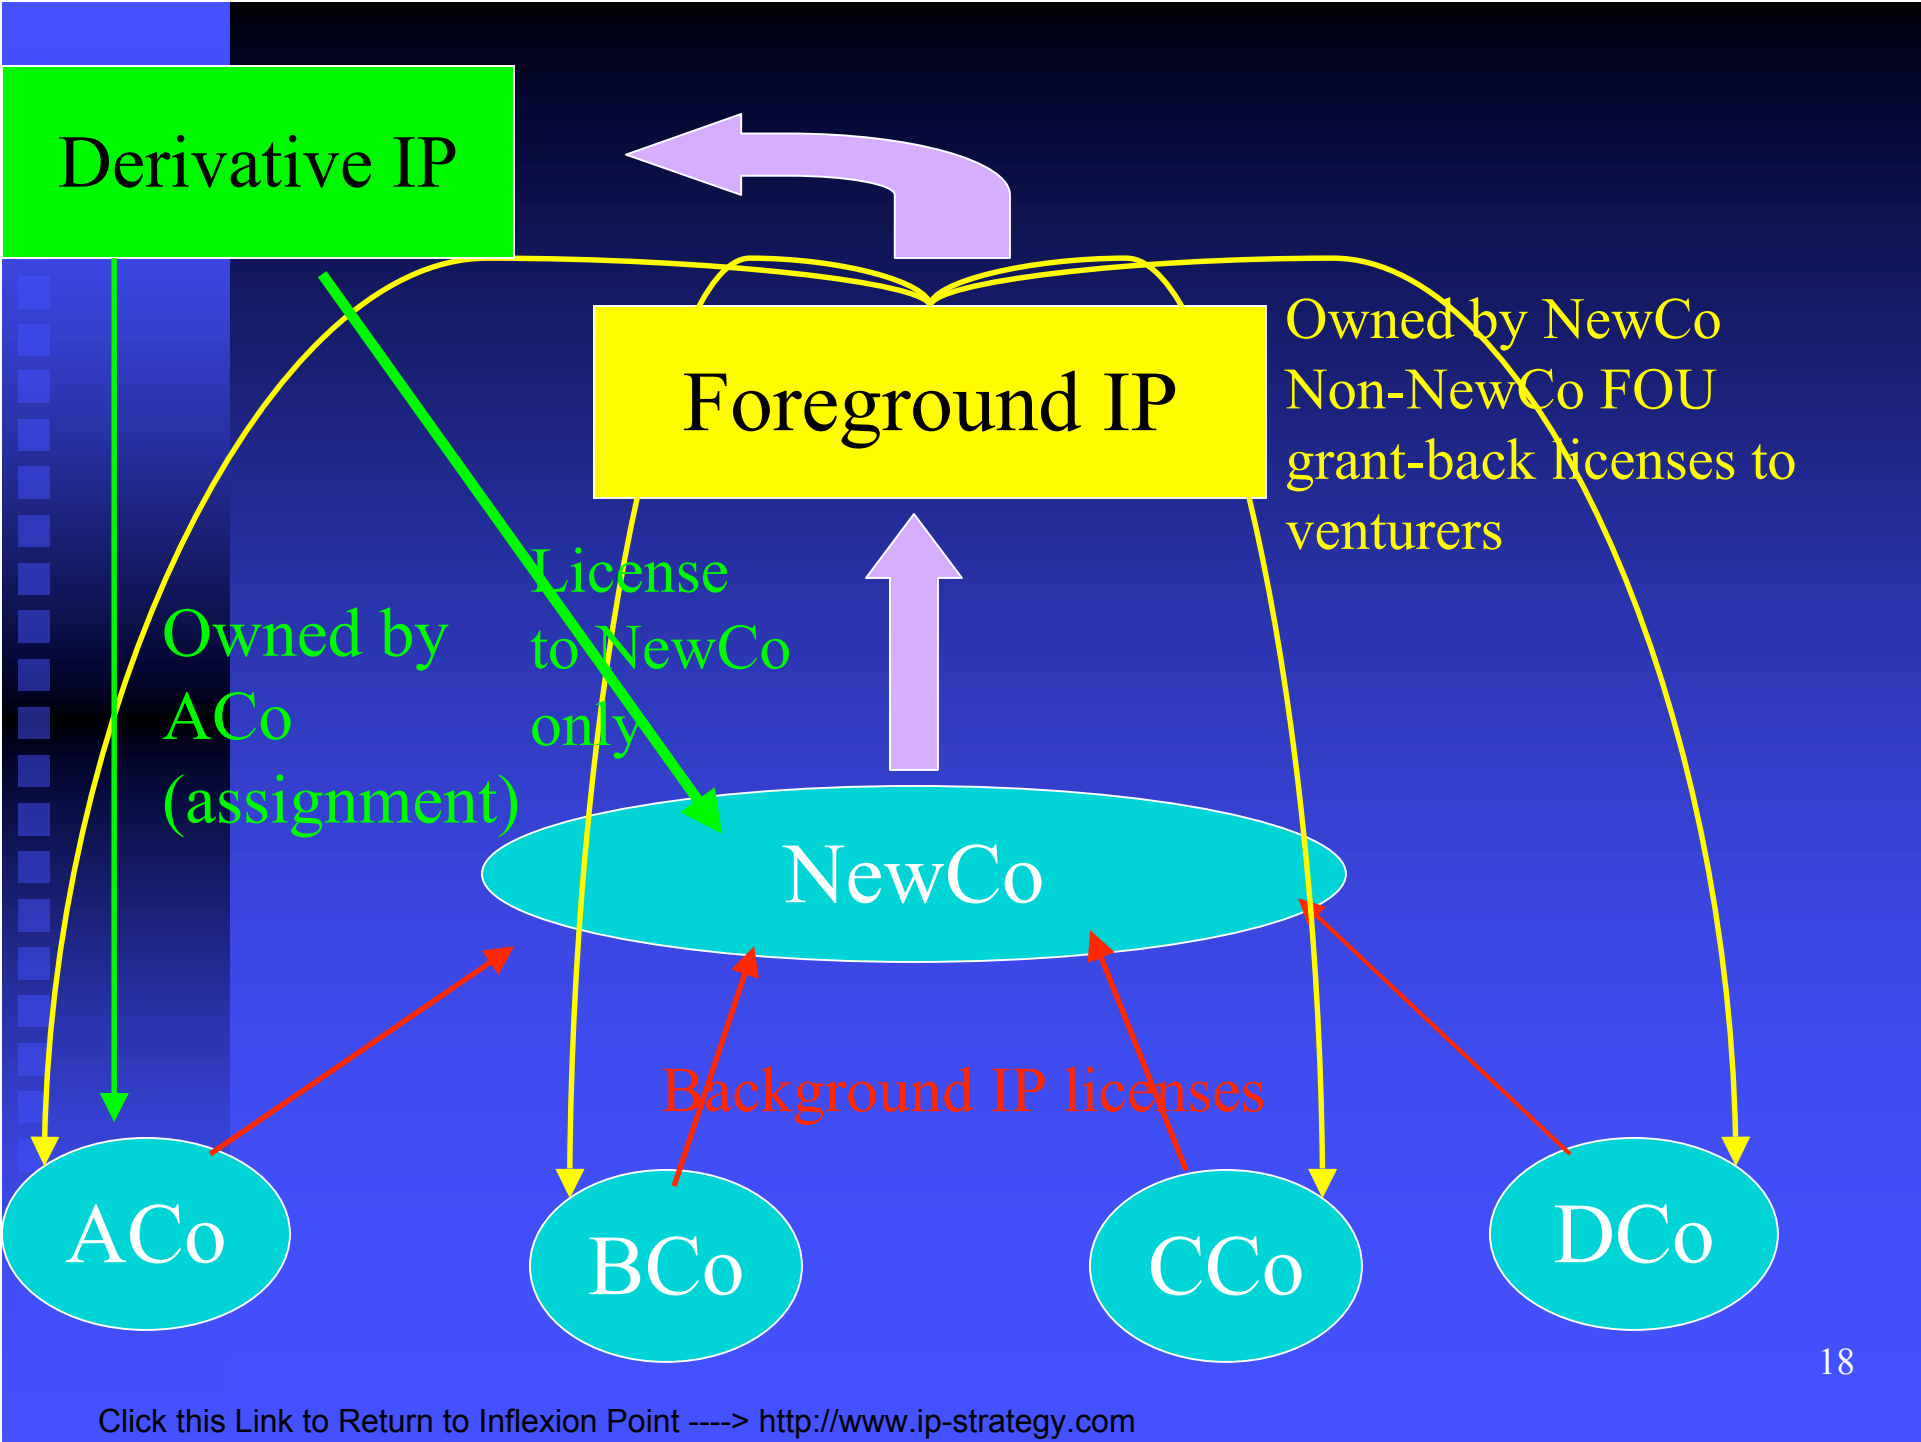 Derivative IP
Foreground IP
Owned by NewCo
Non-NewCo FOU
grant-back licenses to
venturers
License
to NewCo
only
Owned by
ACo
(assignment)
NewCo
Background IP licenses
ACo
BCo
CCo
DCo
18
Click this Link to Return to Inflexion Point ----> http://www.ip-strategy.com